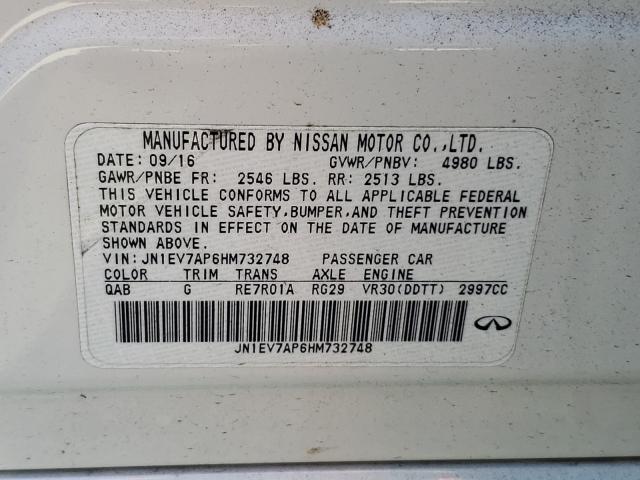 MANUFACTURED BY NISSAN MOTOR CO.,LTD.
DATE: 09/16 GVWR/PNBV: 4980 LBS.
GAWR/PNBE FR: 2546 LBS. RR: 2513 LBS.
THIS VEHICLE CONFORMS TO ALL APPLICABLE FEDERAL
MOTOR VEHICLE SAFETY,BUMPER,AND THEFT PREVENTION
STANDARDS IN EFFECT ON THE DATE OF MANUFACTURE
SHOWN ABOVE.
VIN: JN1EV7AP6HM732748 PASSENGER CAR
COLOR TRIM TRANS AXLE ENGINE
QAB G RE7R01A RG29 VR30(DDTT) 2997CC
JN1EV7AP6HM732748